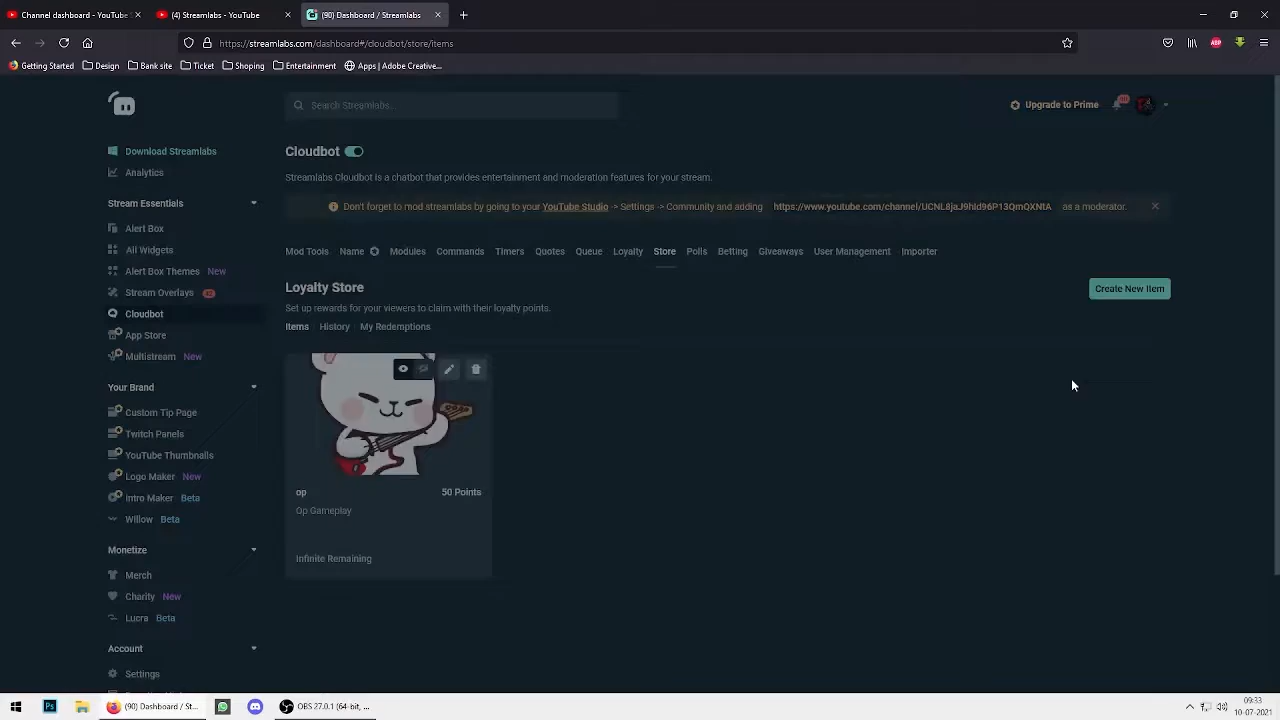 Channel content - YouTube
(4) Streamlabs - YouTube
(90) Dashboard / Streamlabs
https://streamlabs.com/dashboard#/cloudbot/store/items
Getting Started Design Bank site Ticket Shoping Entertainment Apps | Adobe Creative...
Search Streamlabs...
Upgrade to Prime
Download Streamlabs
Analytics
Stream Essentials
Alert Box
All Widgets
Alert Box Themes New
Stream Overlays
Cloudbot
App Store
Multistream New
Your Brand
Custom Tip Page
Twitch Panels
YouTube Thumbnails
Logo Maker New
Intro Maker Beta
Willow Beta
Monetize
Merch
Charity New
Lucra Beta
Account
Settings
Cloudbot
Streamlabs Cloudbot is a chatbot that provides entertainment and moderation features for your stream.
Don't forget to mod streamlabs by going to your YouTube Studio -> Settings -> Community and adding https://www.youtube.com/channel/UCNL8jaJ9hId96P13QmQXNtA as a moderator.
Mod Tools Name Modules Commands Timers Quotes Queue Loyalty Store Polls Betting Giveaways User Management Importer
Loyalty Store
Create New Item
Set up rewards for your viewers to claim with their loyalty points.
Items History My Redemptions
op 50 Points
Op Gameplay
Infinite Remaining
Ps
(90) Dashboard / St...
OBS 27.0.1 (64-bit, ...
09:33
10-07-2021